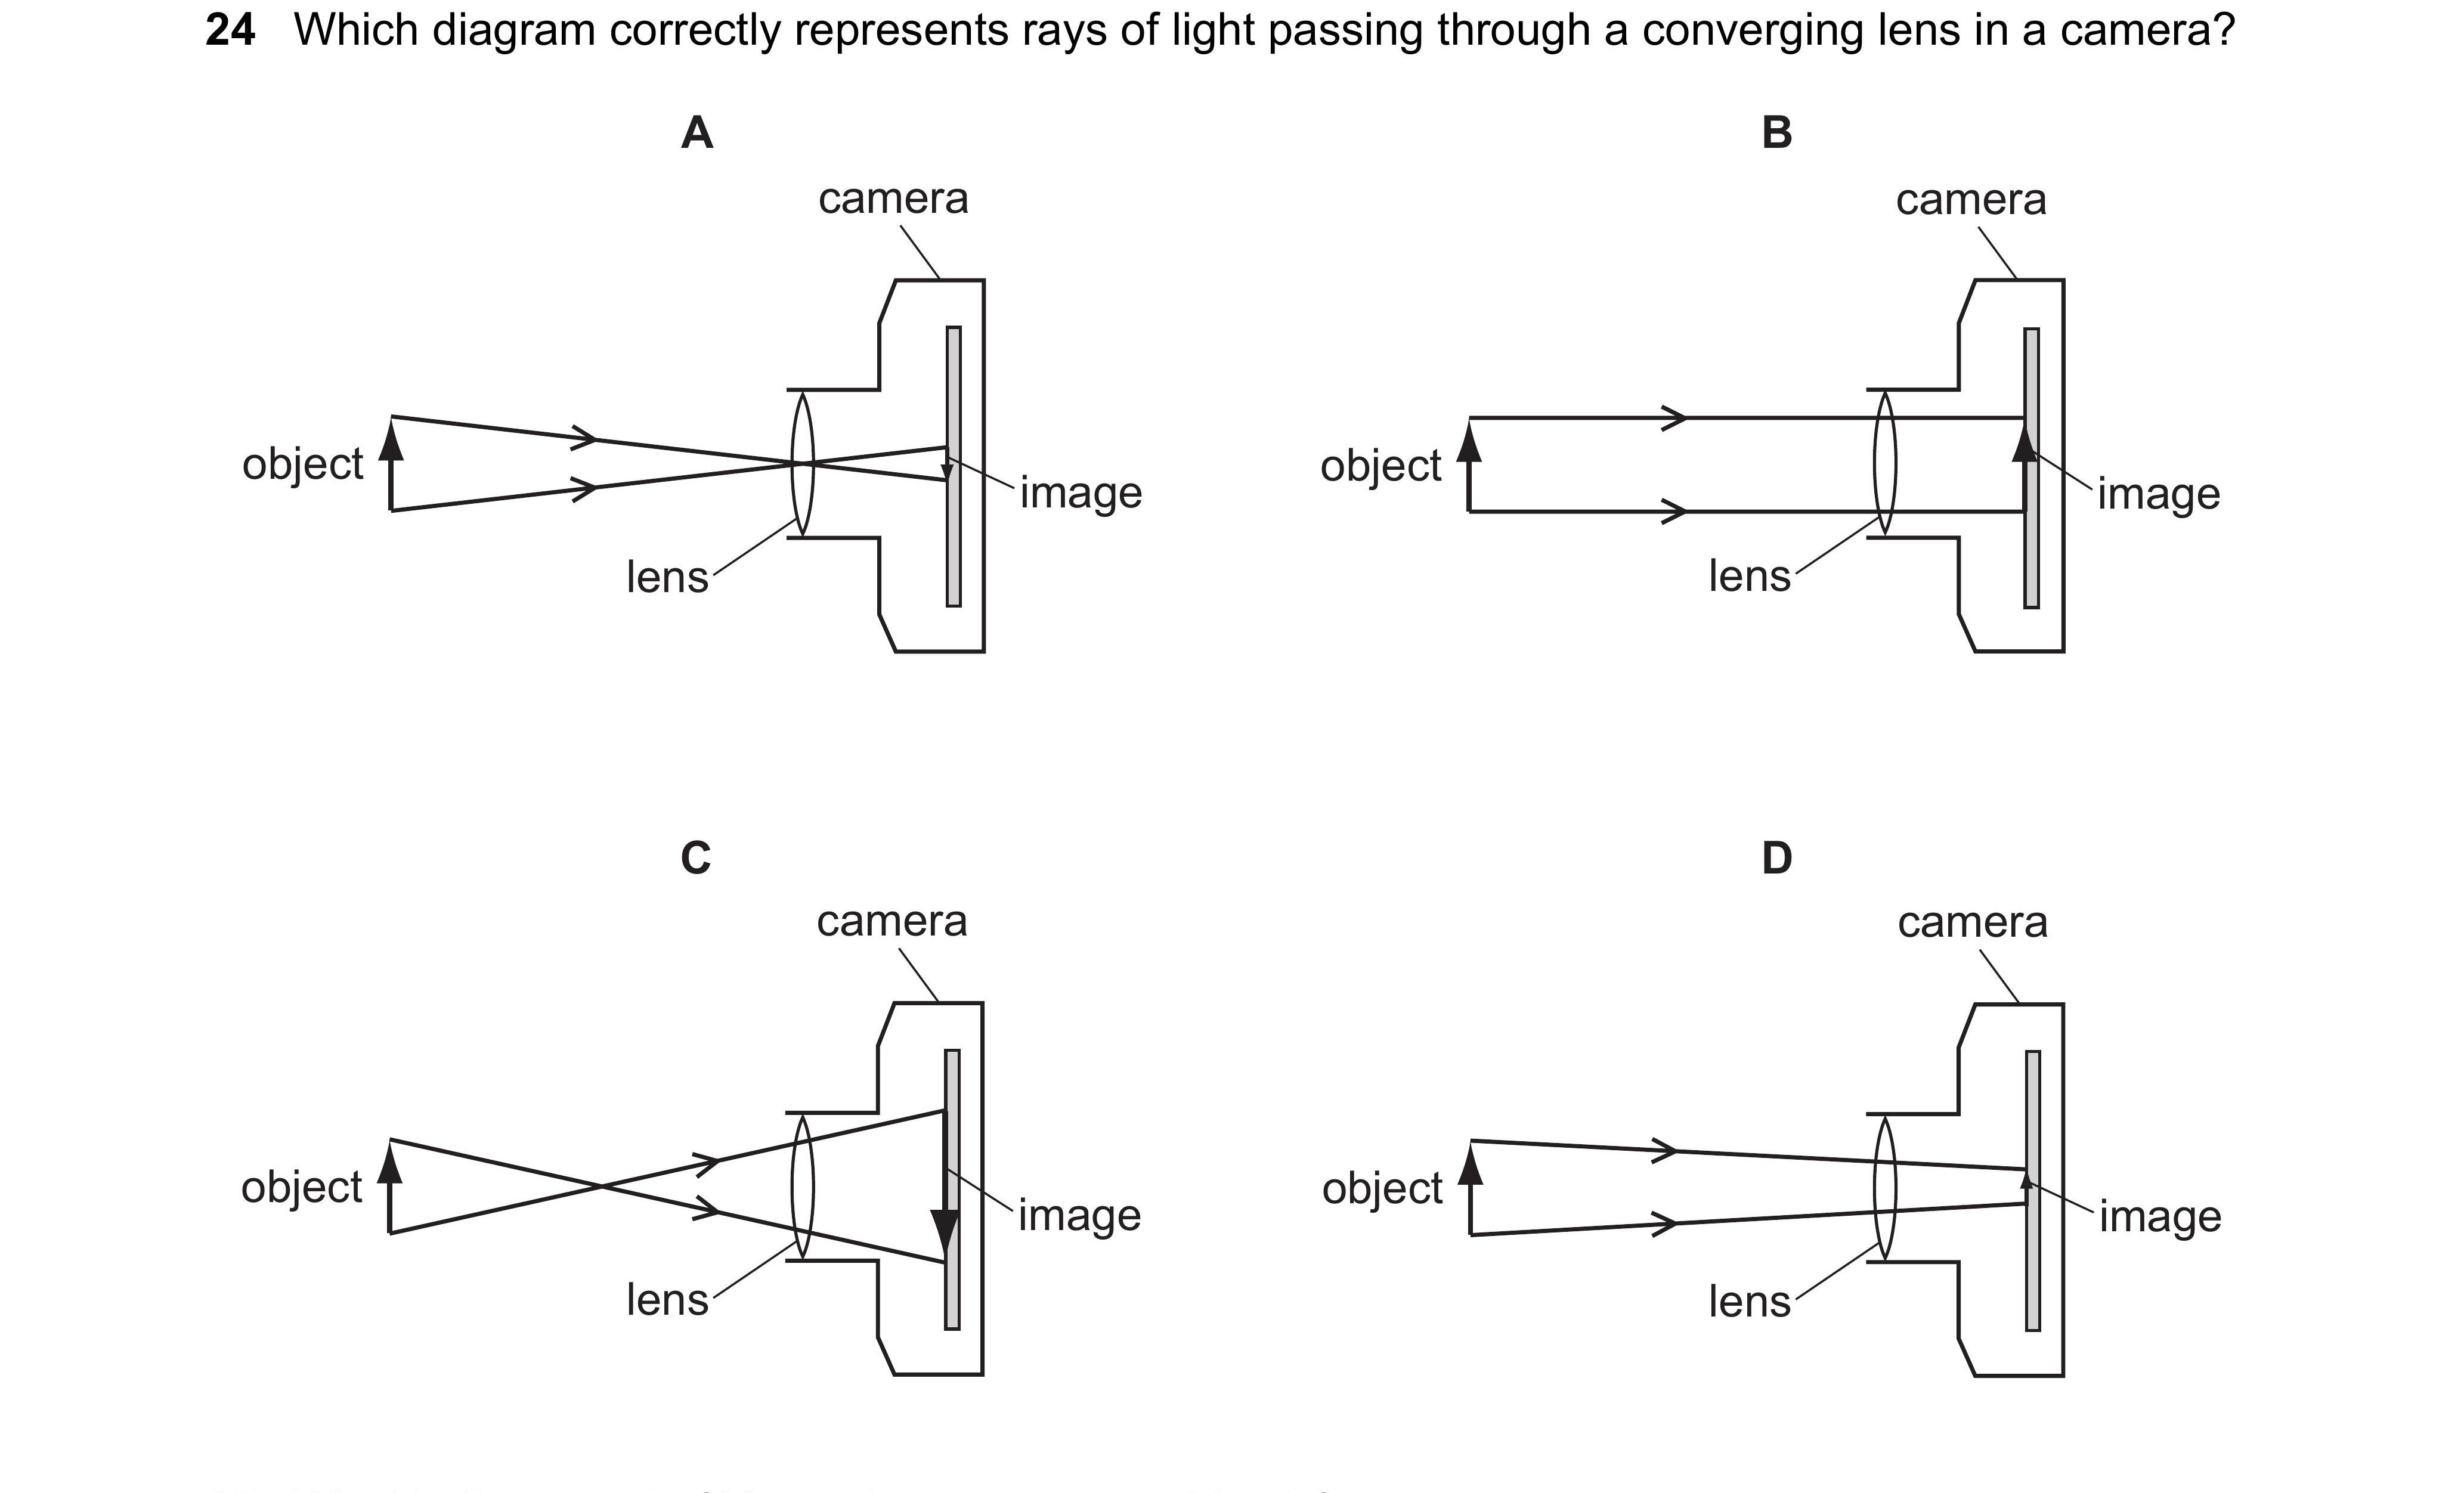 24 Which diagram correctly represents rays of light passing through a converging lens in a camera?
A
B
camera
camera
object
image
lens
object
image
lens
C
D
camera
camera
object
image
lens
object
image
lens